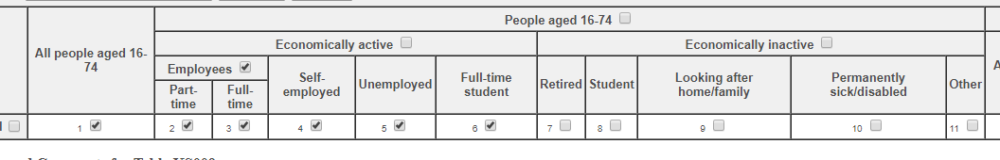 People aged 16-74
All people aged 16-
74
Economically active
Economically inactive
Employees
Self-
employed
Unemployed
Full-time
student
Retired
Student
Looking after
home/family
Permanently
sick/disabled
Other
Part-
time
Full-
time
1 2 3 4 5 6 7 8 9 10 11